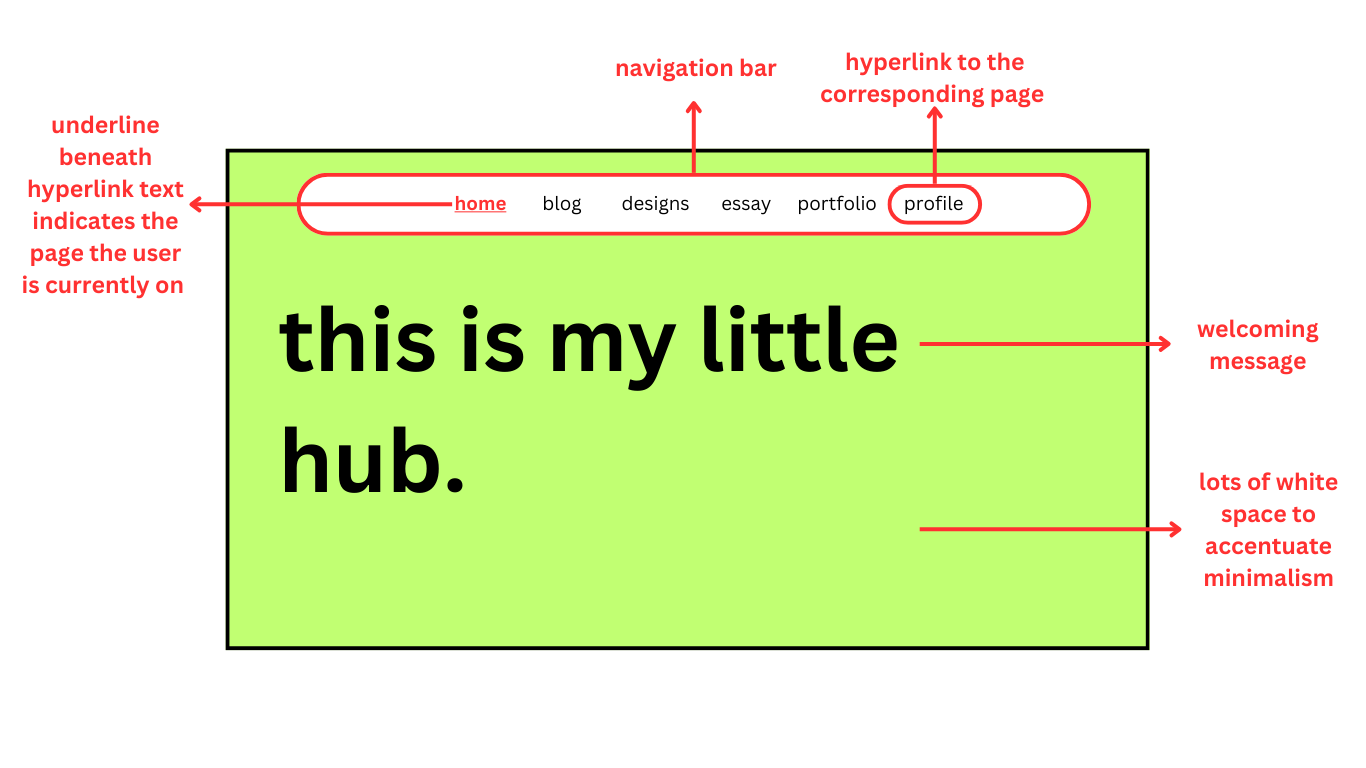 navigation bar
hyperlink to the
corresponding page
underline
beneath
hyperlink text
indicates the
page the user
is currently on
home blog designs essay portfolio profile
this is my little
hub.
welcoming
message
lots of white
space to
accentuate
minimalism